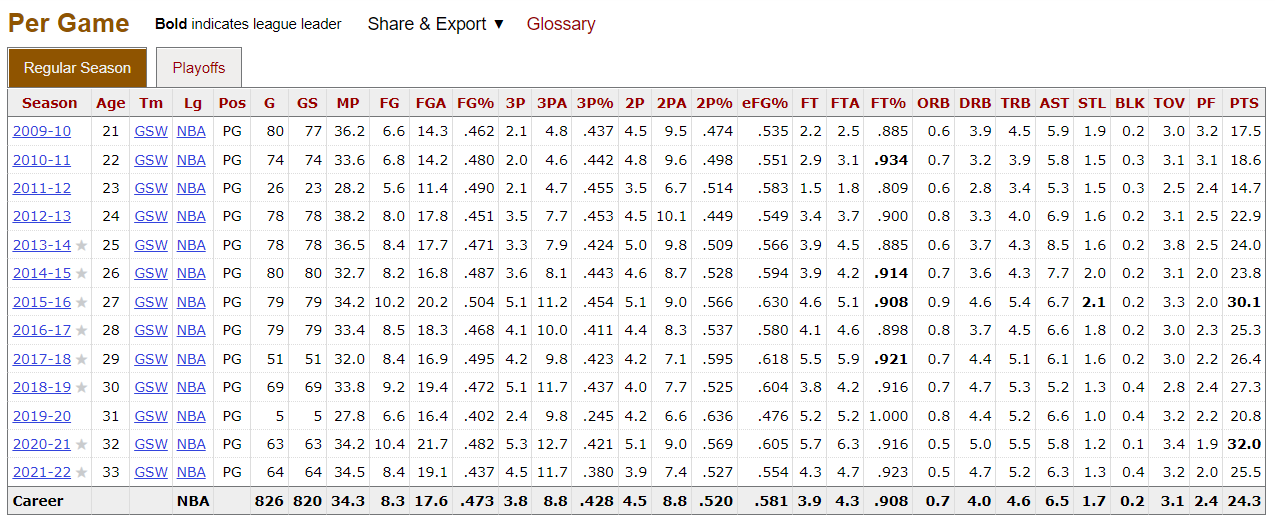 Per Game Bold indicates league leader Share & Export ▼ Glossary
Regular Season Playoffs
Season Age Tm Lg Pos G GS MP FG FGA FG% 3P 3PA 3P% 2P 2PA 2P% eFG% FT FTA FT% ORB DRB TRB AST STL BLK TOV PF PTS
2009-10 21 GSW NBA PG 80 77 36.2 6.6 14.3 .462 2.1 4.8 .437 4.5 9.5 .474 .535 2.2 2.5 .885 0.6 3.9 4.5 5.9 1.9 0.2 3.0 3.2 17.5
2010-11 22 GSW NBA PG 74 74 33.6 6.8 14.2 .480 2.0 4.6 .442 4.8 9.6 .498 .551 2.9 3.1 .934 0.7 3.2 3.9 5.8 1.5 0.3 3.1 3.1 18.6
2011-12 23 GSW NBA PG 26 23 28.2 5.6 11.4 .490 2.1 4.7 .455 3.5 6.7 .514 .583 1.5 1.8 .809 0.6 2.8 3.4 5.3 1.5 0.3 2.5 2.4 14.7
2012-13 24 GSW NBA PG 78 78 38.2 8.0 17.8 .451 3.5 7.7 .453 4.5 10.1 .449 .549 3.4 3.7 .900 0.8 3.3 4.0 6.9 1.6 0.2 3.1 2.5 22.9
2013-14 ★ 25 GSW NBA PG 78 78 36.5 8.4 17.7 .471 3.3 7.9 .424 5.0 9.8 .509 .566 3.9 4.5 .885 0.6 3.7 4.3 8.5 1.6 0.2 3.8 2.5 24.0
2014-15 ★ 26 GSW NBA PG 80 80 32.7 8.2 16.8 .487 3.6 8.1 .443 4.6 8.7 .528 .594 3.9 4.2 .914 0.7 3.6 4.3 7.7 2.0 0.2 3.1 2.0 23.8
2015-16 ★ 27 GSW NBA PG 79 79 34.2 10.2 20.2 .504 5.1 11.2 .454 5.1 9.0 .566 .630 4.6 5.1 .908 0.9 4.6 5.4 6.7 2.1 0.2 3.3 2.0 30.1
2016-17 ★ 28 GSW NBA PG 79 79 33.4 8.5 18.3 .468 4.1 10.0 .411 4.4 8.3 .537 .580 4.1 4.6 .898 0.8 3.7 4.5 6.6 1.8 0.2 3.0 2.3 25.3
2017-18 ★ 29 GSW NBA PG 51 51 32.0 8.4 16.9 .495 4.2 9.8 .423 4.2 7.1 .595 .618 5.5 5.9 .921 0.7 4.4 5.1 6.1 1.6 0.2 3.0 2.2 26.4
2018-19 ★ 30 GSW NBA PG 69 69 33.8 9.2 19.4 .472 5.1 11.7 .437 4.0 7.7 .525 .604 3.8 4.2 .916 0.7 4.7 5.3 5.2 1.3 0.4 2.8 2.4 27.3
2019-20 31 GSW NBA PG 5 5 27.8 6.6 16.4 .402 2.4 9.8 .245 4.2 6.6 .636 .476 5.2 5.2 1.000 0.8 4.4 5.2 6.6 1.0 0.4 3.2 2.2 20.8
2020-21 ★ 32 GSW NBA PG 63 63 34.2 10.4 21.7 .482 5.3 12.7 .421 5.1 9.0 .569 .605 5.7 6.3 .916 0.5 5.0 5.5 5.8 1.2 0.1 3.4 1.9 32.0
2021-22 ★ 33 GSW NBA PG 64 64 34.5 8.4 19.1 .437 4.5 11.7 .380 3.9 7.4 .527 .554 4.3 4.7 .923 0.5 4.7 5.2 6.3 1.3 0.4 3.2 2.0 25.5
Career NBA 826 820 34.3 8.3 17.6 .473 3.8 8.8 .428 4.5 8.8 .520 .581 3.9 4.3 .908 0.7 4.0 4.6 6.5 1.7 0.2 3.1 2.4 24.3